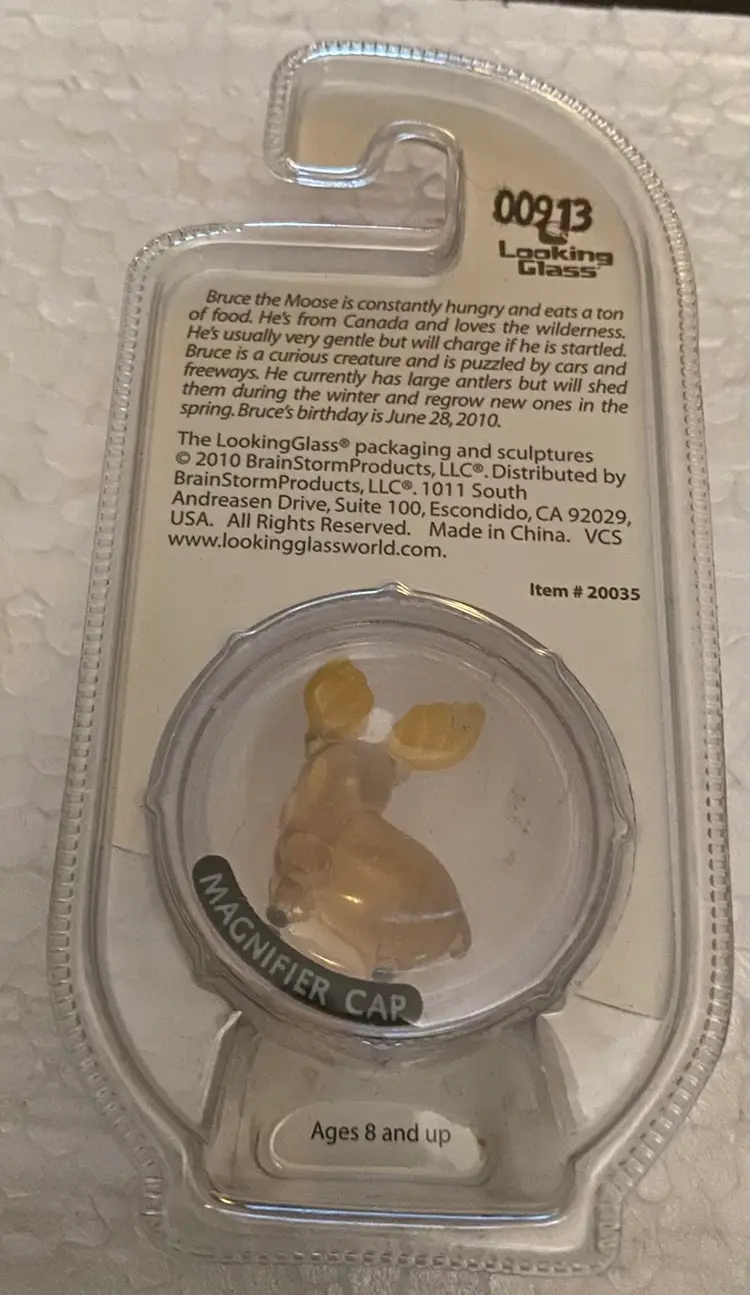 00913
Looking
Glass
Bruce the Moose is constantly hungry and eats a ton
of food. He's from Canada and loves the wilderness.
He's usually very gentle but will charge if he is startled.
Bruce is a curious creature and is puzzled by cars and
freeways. He currently has large antlers but will shed
them during the winter and regrow new ones in the
spring. Bruce's birthday is June 28, 2010.
The LookingGlass® packaging and sculptures
© 2010 BrainStormProducts, LLC®. Distributed by
BrainStormProducts, LLC®. 1011 South
Andreasen Drive, Suite 100, Escondido, CA 92029,
USA. All Rights Reserved. Made in China. VCS
www.lookingglassworld.com.
Item # 20035
MAGNIFIER CAP
Ages 8 and up